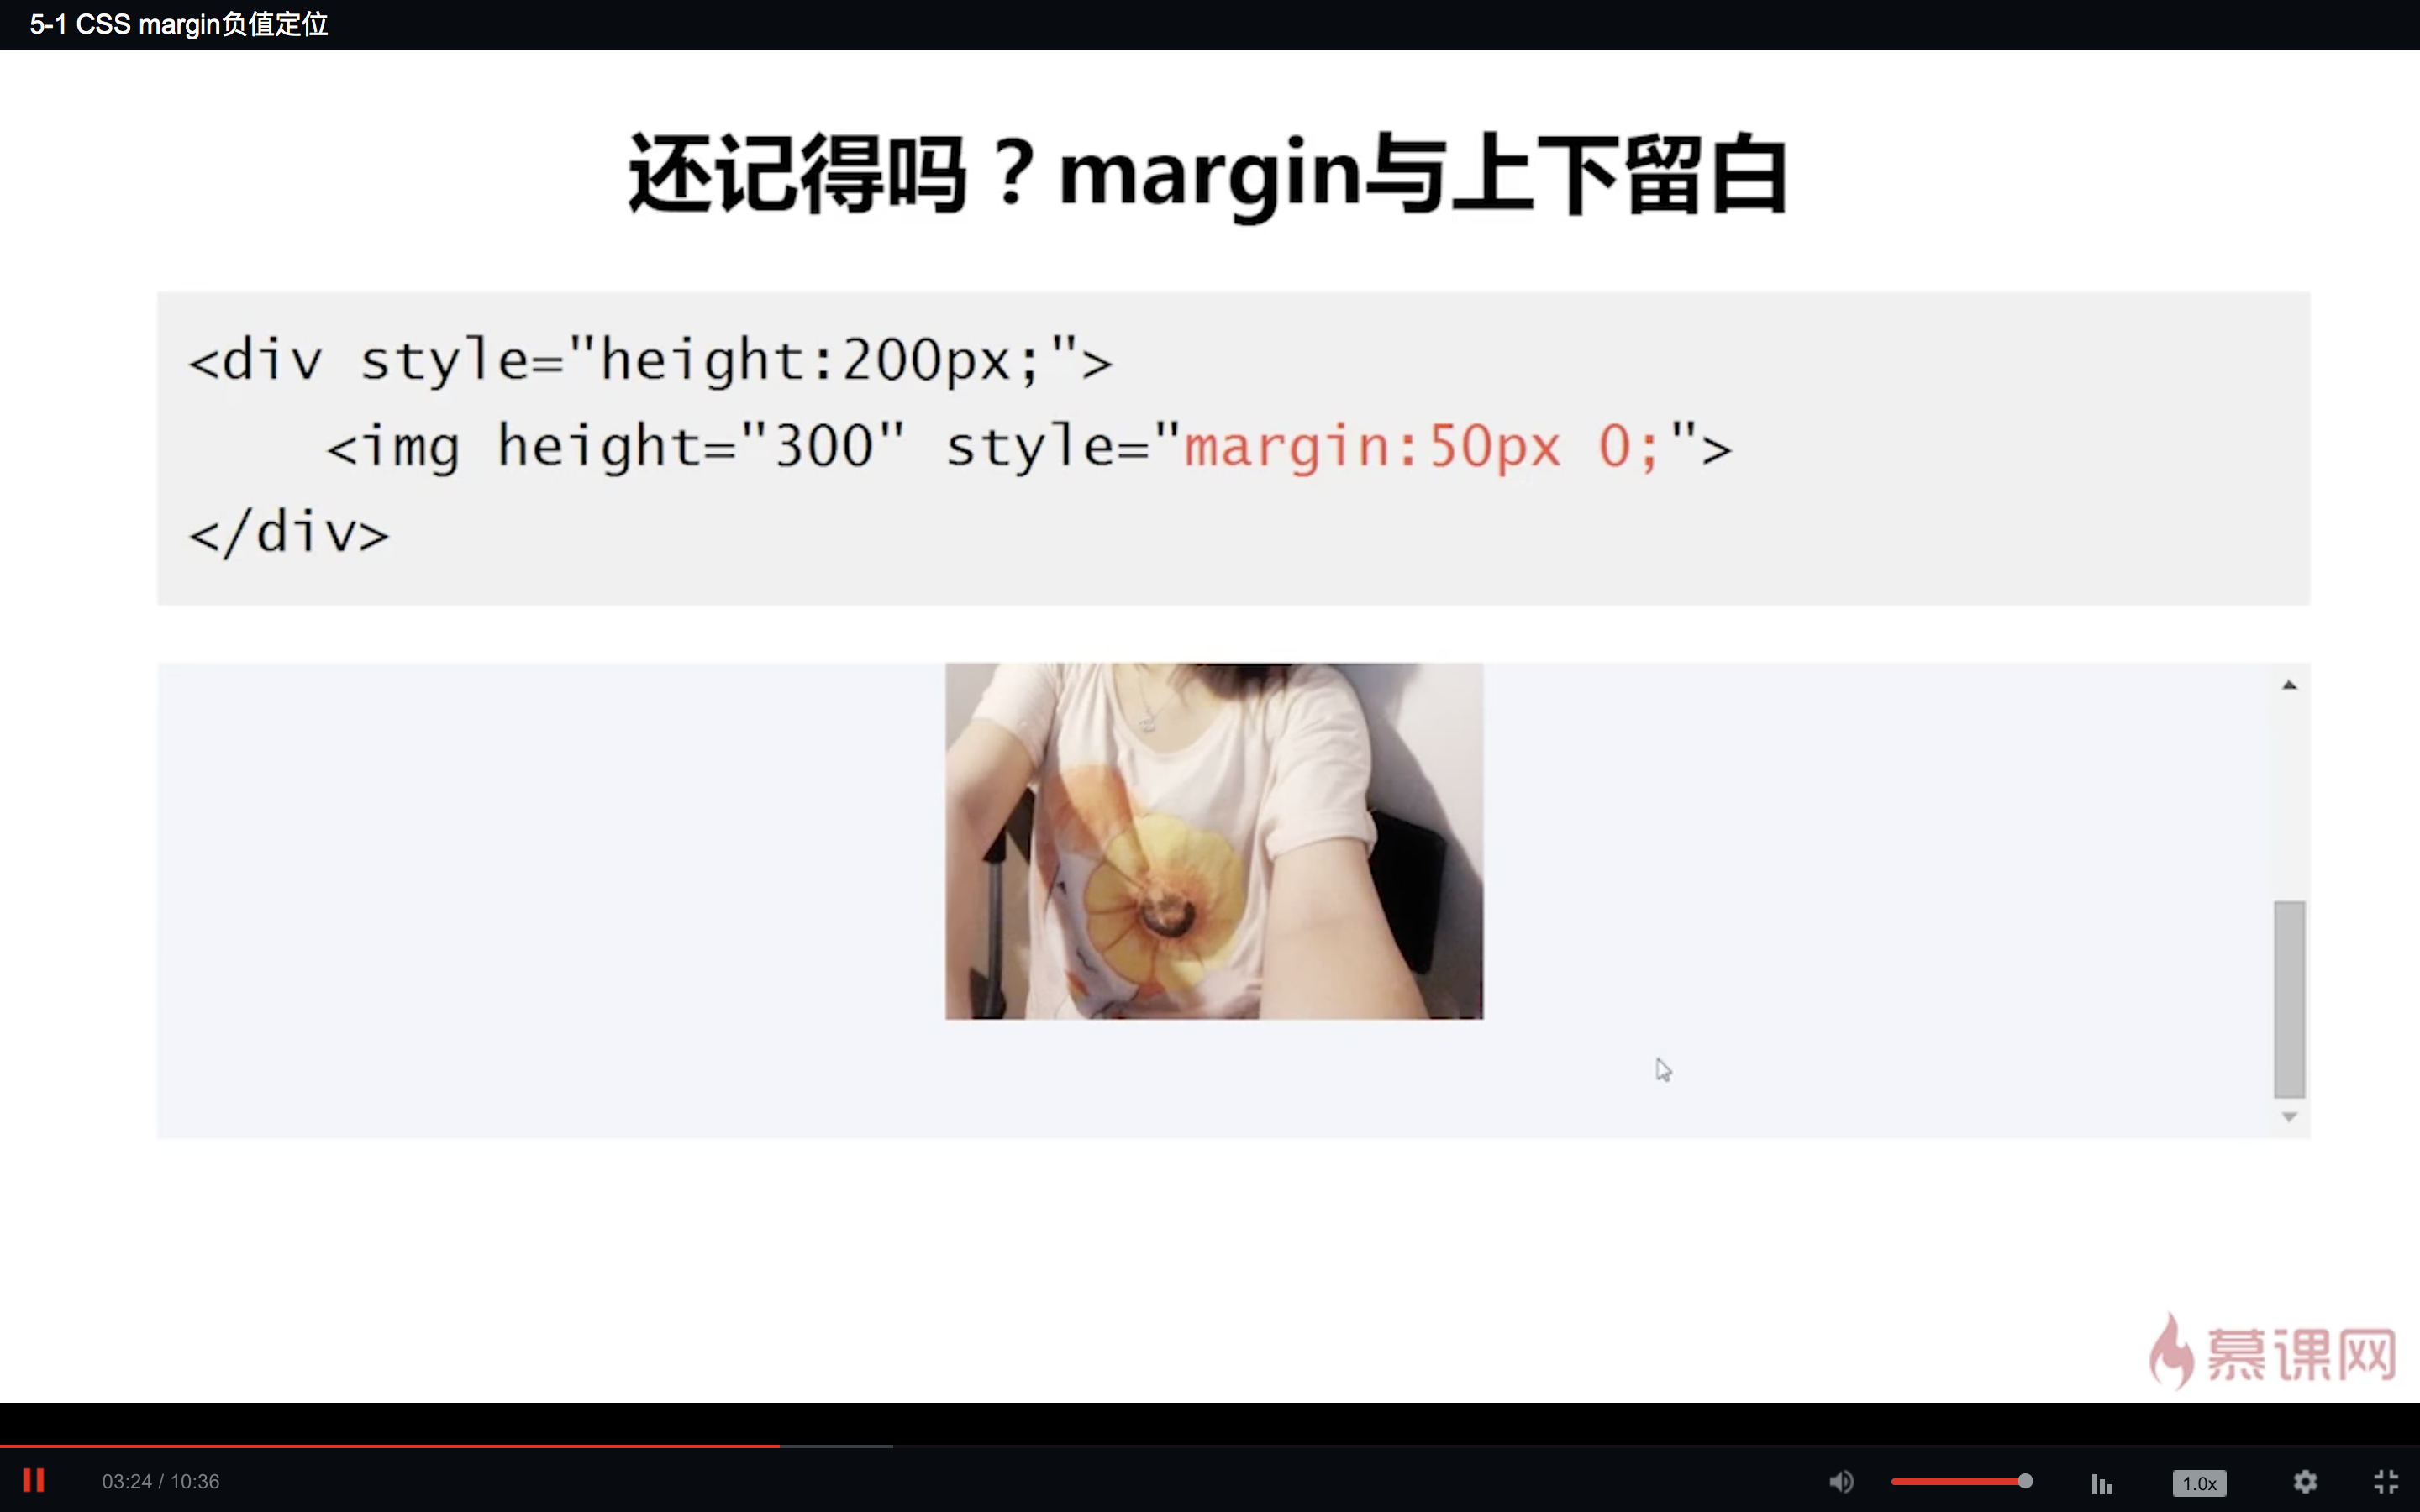 5-1 CSS margin负值定位
还记得吗？margin与上下留白
<div style="height:200px;">
<img height="300" style="margin:50px 0;">
</div>
慕课网
03:24 / 10:36
1.0x